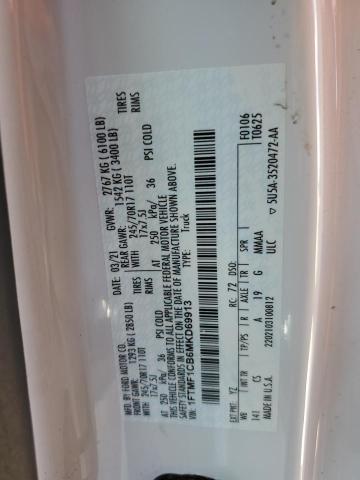 MFD. BY FORD MOTOR CO.
DATE: 03/21 GVWR: 2767 KG ( 6100 LB)
FRONT GAWR: 1293 KG ( 2850 LB) REAR GAWR: 1542 KG ( 3400 LB)
245/70R17 110T TIRES 245/70R17 110T TIRES
17x7.5J RIMS 17x7.5J RIMS
AT 250 kPa/ 36 PSI COLD AT 250 kPa/ 36 PSI COLD
THIS VEHICLE CONFORMS TO ALL APPLICABLE FEDERAL MOTOR VEHICLE
SAFETY STANDARDS IN EFFECT ON THE DATE OF MANUFACTURE SHOWN ABOVE.
1FTMF1CB6MKD69913 Truck
F0106
T0625
EXT PNT: YZ RC: 72 DSO:
WB BRK INT TR TP/PS R AXLE TR SPR
141 CS A 19 G MMAA
ULC
MADE IN U.S.A. 2202103100812 5U5A-3520472-AA